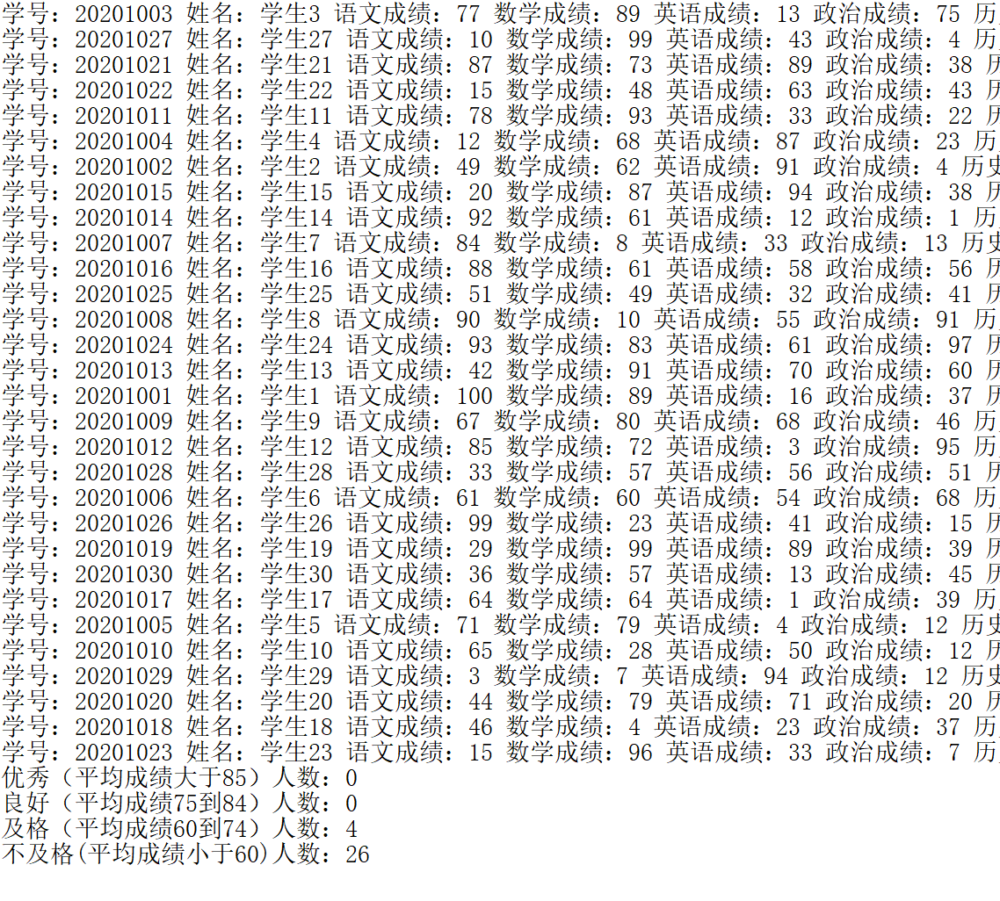 学号：20201003 姓名：学生3 语文成绩：77 数学成绩：89 英语成绩：13 政治成绩：75 历
学号：20201027 姓名：学生27 语文成绩：10 数学成绩：99 英语成绩：43 政治成绩：4 历
学号：20201021 姓名：学生21 语文成绩：87 数学成绩：73 英语成绩：89 政治成绩：38 历
学号：20201022 姓名：学生22 语文成绩：15 数学成绩：48 英语成绩：63 政治成绩：43 历
学号：20201011 姓名：学生11 语文成绩：78 数学成绩：93 英语成绩：33 政治成绩：22 历
学号：20201004 姓名：学生4 语文成绩：12 数学成绩：68 英语成绩：87 政治成绩：23 历
学号：20201002 姓名：学生2 语文成绩：49 数学成绩：62 英语成绩：91 政治成绩：4 历史
学号：20201015 姓名：学生15 语文成绩：20 数学成绩：87 英语成绩：94 政治成绩：38 历
学号：20201014 姓名：学生14 语文成绩：92 数学成绩：61 英语成绩：12 政治成绩：1 历
学号：20201007 姓名：学生7 语文成绩：84 数学成绩：8 英语成绩：33 政治成绩：13 历史
学号：20201016 姓名：学生16 语文成绩：88 数学成绩：61 英语成绩：58 政治成绩：56 历
学号：20201025 姓名：学生25 语文成绩：51 数学成绩：49 英语成绩：32 政治成绩：41 历
学号：20201008 姓名：学生8 语文成绩：90 数学成绩：10 英语成绩：55 政治成绩：91 历
学号：20201024 姓名：学生24 语文成绩：93 数学成绩：83 英语成绩：61 政治成绩：97 历
学号：20201013 姓名：学生13 语文成绩：42 数学成绩：91 英语成绩：70 政治成绩：60 历
学号：20201001 姓名：学生1 语文成绩：100 数学成绩：89 英语成绩：16 政治成绩：37 历
学号：20201009 姓名：学生9 语文成绩：67 数学成绩：80 英语成绩：68 政治成绩：46 历
学号：20201012 姓名：学生12 语文成绩：85 数学成绩：72 英语成绩：3 政治成绩：95 历
学号：20201028 姓名：学生28 语文成绩：33 数学成绩：57 英语成绩：56 政治成绩：51 历
学号：20201006 姓名：学生6 语文成绩：61 数学成绩：60 英语成绩：54 政治成绩：68 历
学号：20201026 姓名：学生26 语文成绩：99 数学成绩：23 英语成绩：41 政治成绩：15 历
学号：20201019 姓名：学生19 语文成绩：29 数学成绩：99 英语成绩：89 政治成绩：39 历
学号：20201030 姓名：学生30 语文成绩：36 数学成绩：57 英语成绩：13 政治成绩：45 历
学号：20201017 姓名：学生17 语文成绩：64 数学成绩：64 英语成绩：1 政治成绩：39 历
学号：20201005 姓名：学生5 语文成绩：71 数学成绩：79 英语成绩：4 政治成绩：12 历史
学号：20201010 姓名：学生10 语文成绩：65 数学成绩：28 英语成绩：50 政治成绩：12 历
学号：20201029 姓名：学生29 语文成绩：3 数学成绩：7 英语成绩：94 政治成绩：12 历史
学号：20201020 姓名：学生20 语文成绩：44 数学成绩：79 英语成绩：71 政治成绩：20 历
学号：20201018 姓名：学生18 语文成绩：46 数学成绩：4 英语成绩：23 政治成绩：37 历
学号：20201023 姓名：学生23 语文成绩：15 数学成绩：96 英语成绩：33 政治成绩：7 历
优秀（平均成绩大于85）人数：0
良好（平均成绩75到84）人数：0
及格（平均成绩60到74）人数：4
不及格(平均成绩小于60)人数：26